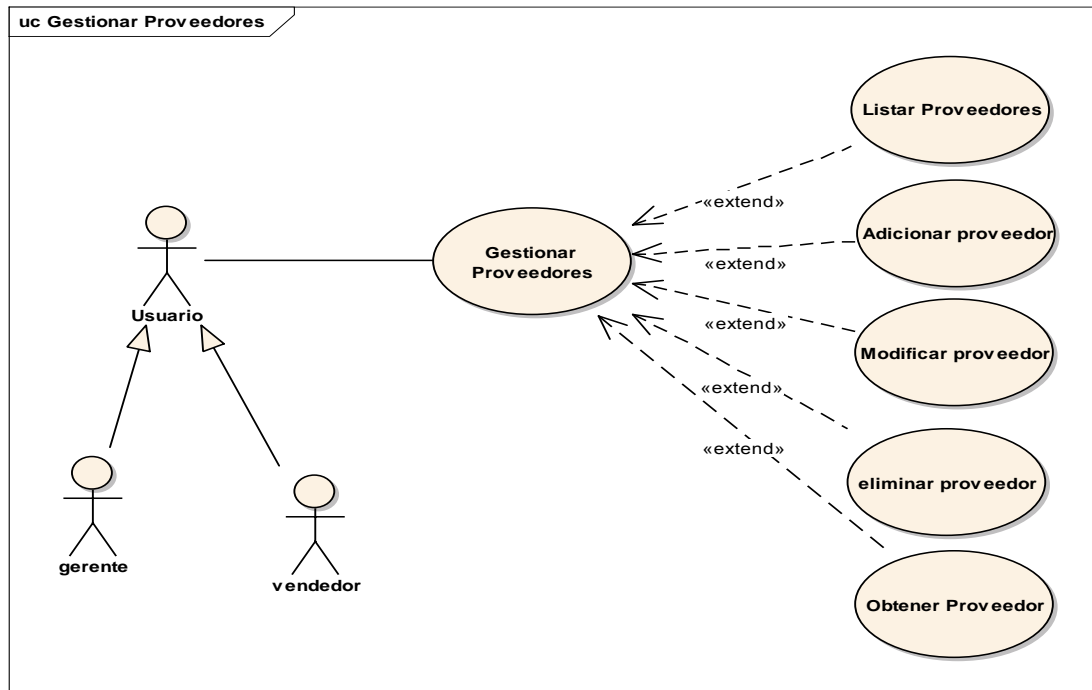 uc Gestionar Proveedores
Listar Proveedores
«extend»
Adicionar proveedor
«extend»
Gestionar
Proveedores
Usuario
«extend»
Modificar proveedor
«extend»
«extend»
eliminar proveedor
gerente
vendedor
Obtener Proveedor